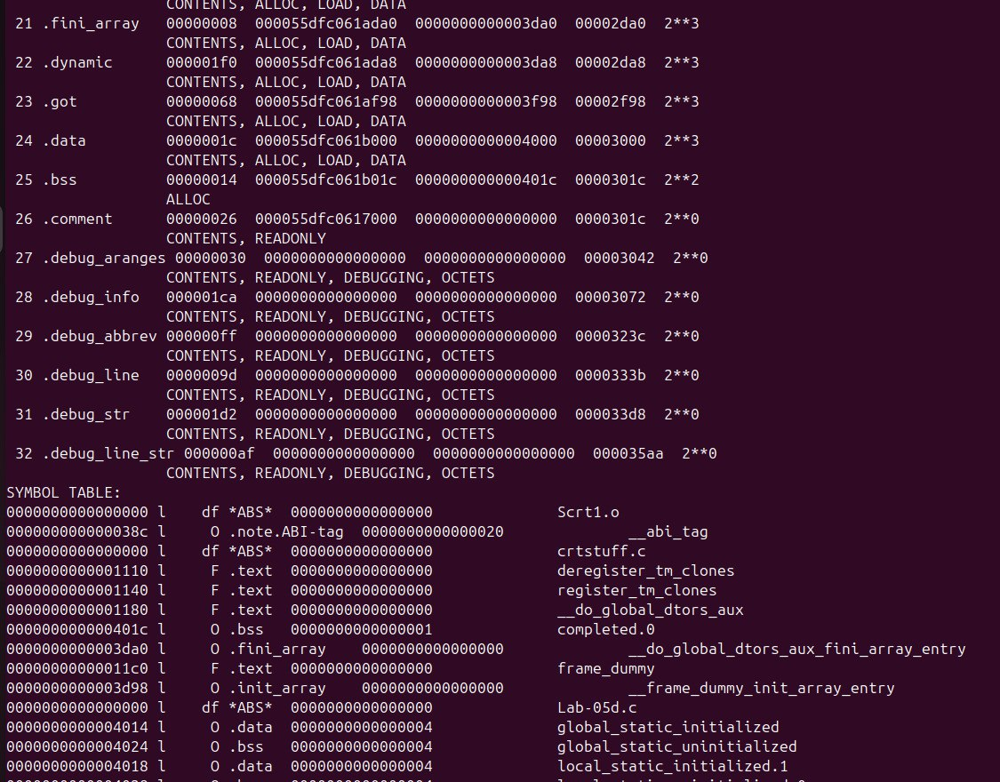 CONTENTS, ALLOC, LOAD, DATA
21 .fini_array 00000008 000055dfc061ada0 0000000000003da0 00002da0 2**3
CONTENTS, ALLOC, LOAD, DATA
22 .dynamic 000001f0 000055dfc061ada8 0000000000003da8 00002da8 2**3
CONTENTS, ALLOC, LOAD, DATA
23 .got 00000068 000055dfc061af98 0000000000003f98 00002f98 2**3
CONTENTS, ALLOC, LOAD, DATA
24 .data 0000001c 000055dfc061b000 0000000000004000 00003000 2**3
CONTENTS, ALLOC, LOAD, DATA
25 .bss 00000014 000055dfc061b01c 000000000000401c 0000301c 2**2
ALLOC
26 .comment 00000026 000055dfc0617000 0000000000000000 0000301c 2**0
CONTENTS, READONLY
27 .debug_aranges 00000030 0000000000000000 0000000000000000 00003042 2**0
CONTENTS, READONLY, DEBUGGING, OCTETS
28 .debug_info 000001ca 0000000000000000 0000000000000000 00003072 2**0
CONTENTS, READONLY, DEBUGGING, OCTETS
29 .debug_abbrev 000000ff 0000000000000000 0000000000000000 0000323c 2**0
CONTENTS, READONLY, DEBUGGING, OCTETS
30 .debug_line 0000009d 0000000000000000 0000000000000000 0000333b 2**0
CONTENTS, READONLY, DEBUGGING, OCTETS
31 .debug_str 000001d2 0000000000000000 0000000000000000 000033d8 2**0
CONTENTS, READONLY, DEBUGGING, OCTETS
32 .debug_line_str 000000af 0000000000000000 0000000000000000 000035aa 2**0
CONTENTS, READONLY, DEBUGGING, OCTETS
SYMBOL TABLE:
0000000000000000 l df *ABS* 0000000000000000 Scrt1.o
000000000000038c l O .note.ABI-tag 0000000000000020 __abi_tag
0000000000000000 l df *ABS* 0000000000000000 crtstuff.c
0000000000001110 l F .text 0000000000000000 deregister_tm_clones
0000000000001140 l F .text 0000000000000000 register_tm_clones
0000000000001180 l F .text 0000000000000000 __do_global_dtors_aux
000000000000401c l O .bss 0000000000000001 completed.0
0000000000003da0 l O .fini_array 0000000000000000 __do_global_dtors_aux_fini_array_entry
00000000000011c0 l F .text 0000000000000000 frame_dummy
0000000000003d98 l O .init_array 0000000000000000 __frame_dummy_init_array_entry
0000000000000000 l df *ABS* 0000000000000000 Lab-05d.c
0000000000004014 l O .data 0000000000000004 global_static_initialized
0000000000004024 l O .bss 0000000000000004 global_static_uninitialized
0000000000004018 l O .data 0000000000000004 local_static_initialized.1